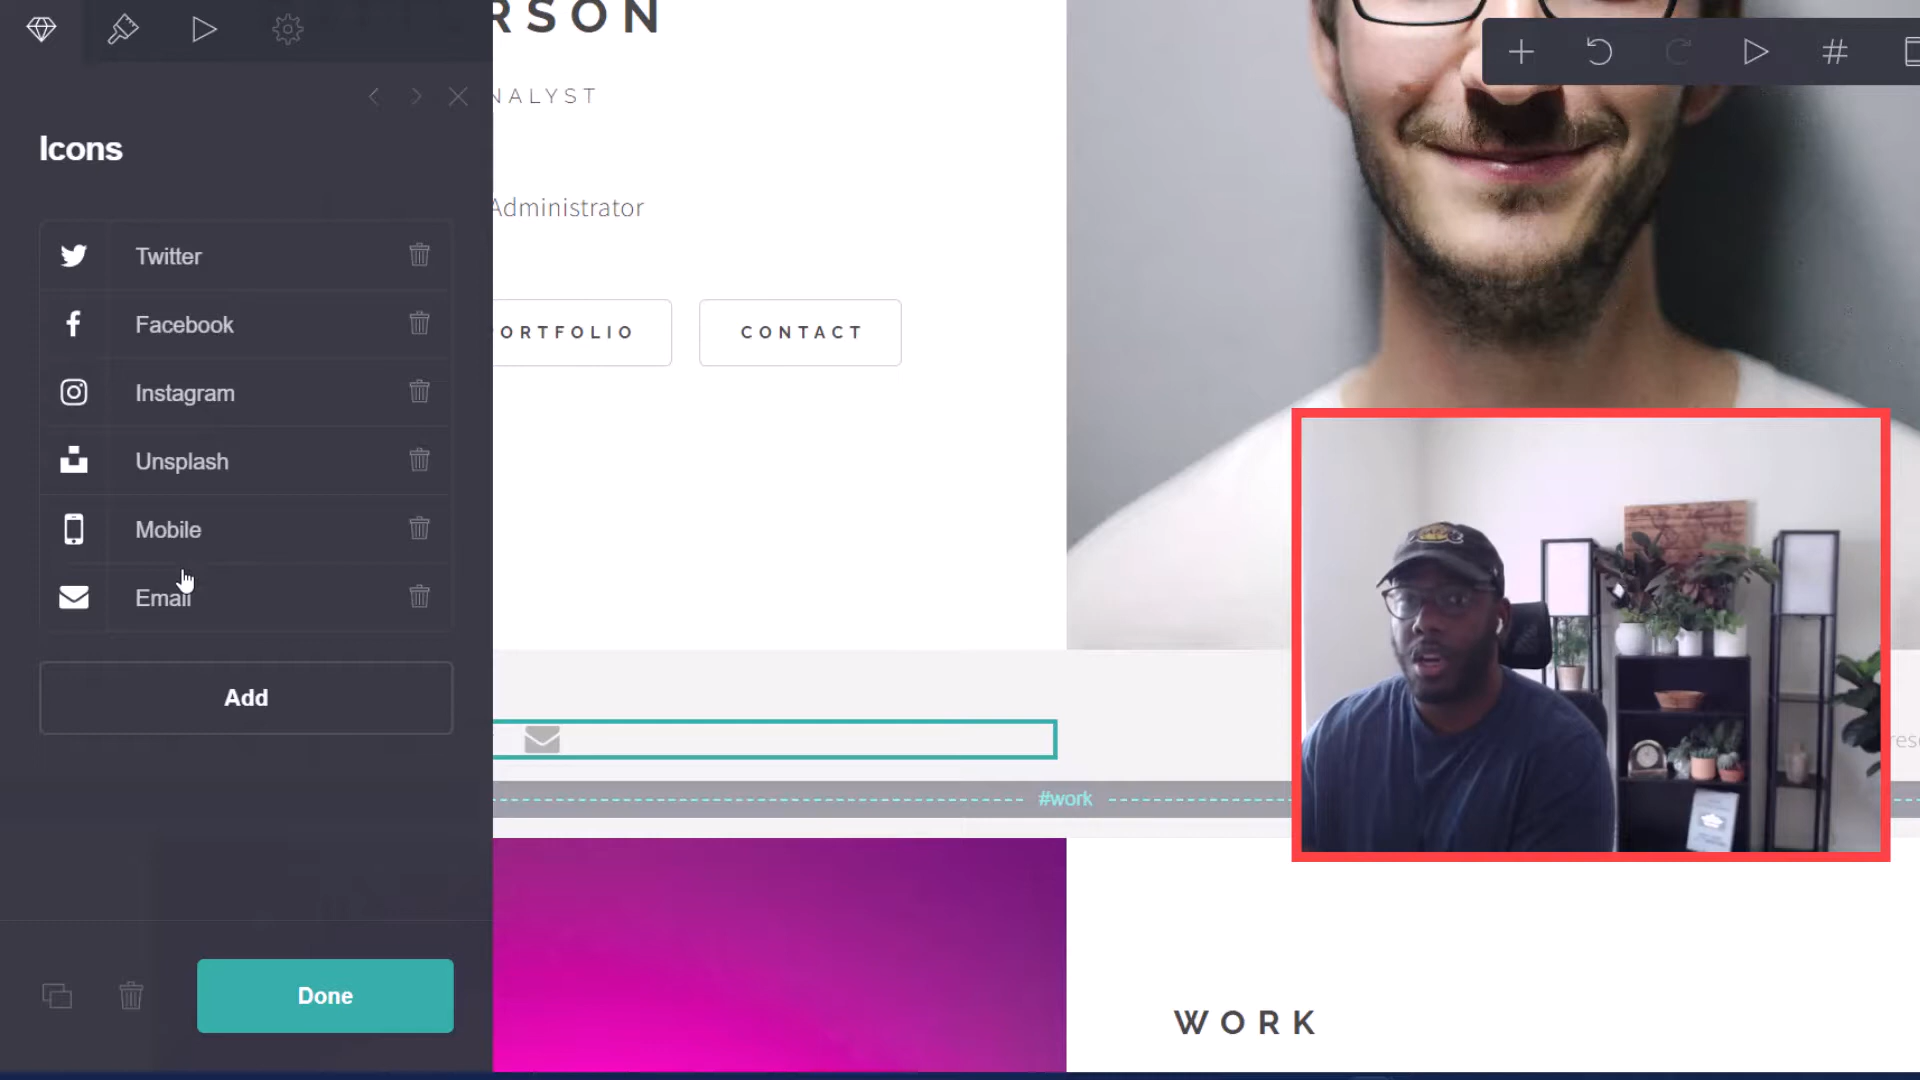 RSON
NALYST
Icons
Twitter
Administrator
Facebook
ORTFOLIO
CONTACT
Instagram
Unsplash
Mobile
Email
Add
#work
Done
WORK